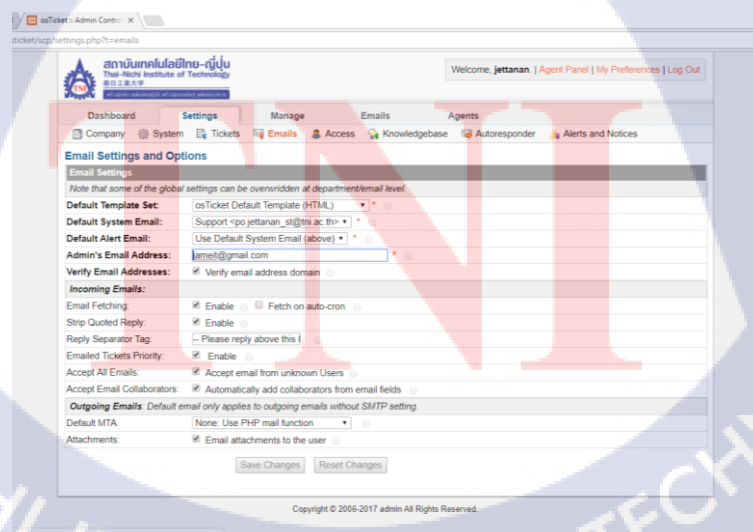 osTicket :: Admin Contro
sticket/scp/settings.php?t=emails
สถาบันเทคโนโลยีไทย-ญี่ปุ่น
Thai-Nichi Institute of Technology
泰日工業大学
Welcome, jettanan. | Agent Panel | My Preferences | Log Out
Dashboard Settings Manage Emails Agents
Company System Tickets Emails Access Knowledgebase Autoresponder Alerts and Notices
Email Settings and Options
Email Settings
Note that some of the global settings can be overwridden at department/email level.
Default Template Set: osTicket Default Template (HTML) *
Default System Email: Support <po.jettanan_st@tni.ac.th> *
Default Alert Email: Use Default System Email (above) *
Admin's Email Address: jameit@gmail.com *
Verify Email Addresses: Verify email address domain
Incoming Emails:
Email Fetching: Enable Fetch on auto-cron
Strip Quoted Reply: Enable
Reply Separator Tag: -- Please reply above this l
Emailed Tickets Priority: Enable
Accept All Emails: Accept email from unknown Users
Accept Email Collaborators: Automatically add collaborators from email fields
Outgoing Emails: Default email only applies to outgoing emails without SMTP setting.
Default MTA: None: Use PHP mail function
Attachments: Email attachments to the user
Save Changes Reset Changes
Copyright © 2006-2017 admin All Rights Reserved.
TNI
TECH